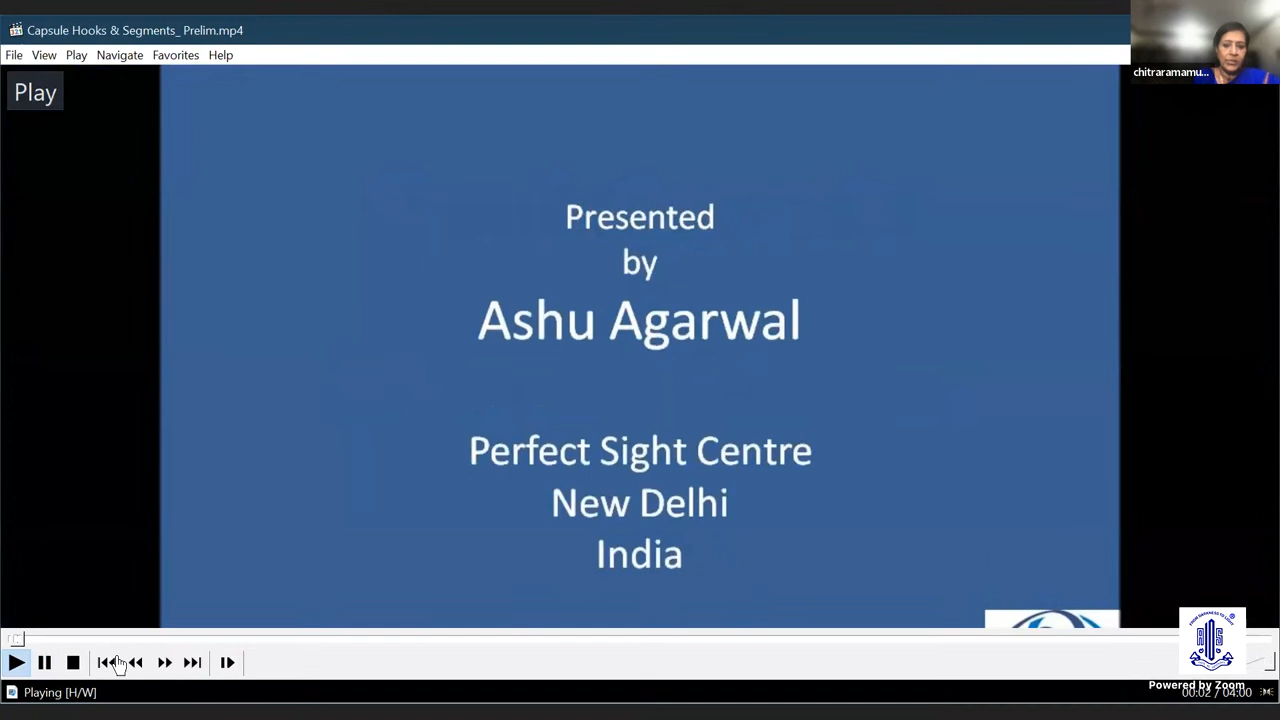 Capsule Hooks & Segments_ Prelim.mp4
File View Play Navigate Favorites Help
chitraramamu...
Play
Presented
by
Ashu Agarwal
Perfect Sight Centre
New Delhi
India
Powered by Zoom
Playing [H/W]
00:02 / 04:00